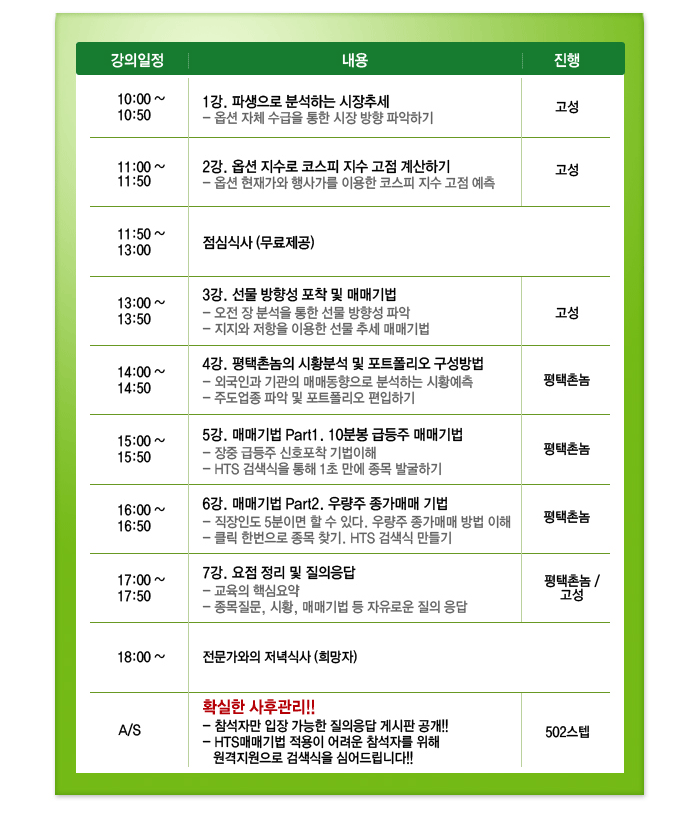 강의일정 내용 진행
10:00 ~
10:50
1강. 파생으로 분석하는 시장추세
- 옵션 자체 수급을 통한 시장 방향 파악하기
고성
11:00 ~
11:50
2강. 옵션 지수로 코스피 지수 고점 계산하기
- 옵션 현재가와 행사가를 이용한 코스피 지수 고점 예측
고성
11:50 ~
13:00
점심식사 (무료제공)
13:00 ~
13:50
3강. 선물 방향성 포착 및 매매기법
- 오전 장 분석을 통한 선물 방향성 파악
- 지지와 저항을 이용한 선물 추세 매매기법
고성
14:00 ~
14:50
4강. 평택촌놈의 시황분석 및 포트폴리오 구성방법
- 외국인과 기관의 매매동향으로 분석하는 시황예측
- 주도업종 파악 및 포트폴리오 편입하기
평택촌놈
15:00 ~
15:50
5강. 매매기법 Part1. 10분봉 급등주 매매기법
- 장중 급등주 신호포착 기법이해
- HTS 검색식을 통해 1초 만에 종목 발굴하기
평택촌놈
16:00 ~
16:50
6강. 매매기법 Part2. 우량주 종가매매 기법
- 직장인도 5분이면 할 수 있다. 우량주 종가매매 방법 이해
- 클릭 한번으로 종목 찾기. HTS 검색식 만들기
평택촌놈
17:00 ~
17:50
7강. 요점 정리 및 질의응답
- 교육의 핵심요약
- 종목질문, 시황, 매매기법 등 자유로운 질의 응답
평택촌놈 /
고성
18:00 ~
전문가와의 저녁식사 (희망자)
A/S
확실한 사후관리!!
- 참석자만 입장 가능한 질의응답 게시판 공개!!
- HTS매매기법 적용이 어려운 참석자를 위해
원격지원으로 검색식을 심어드립니다!!
502스텝